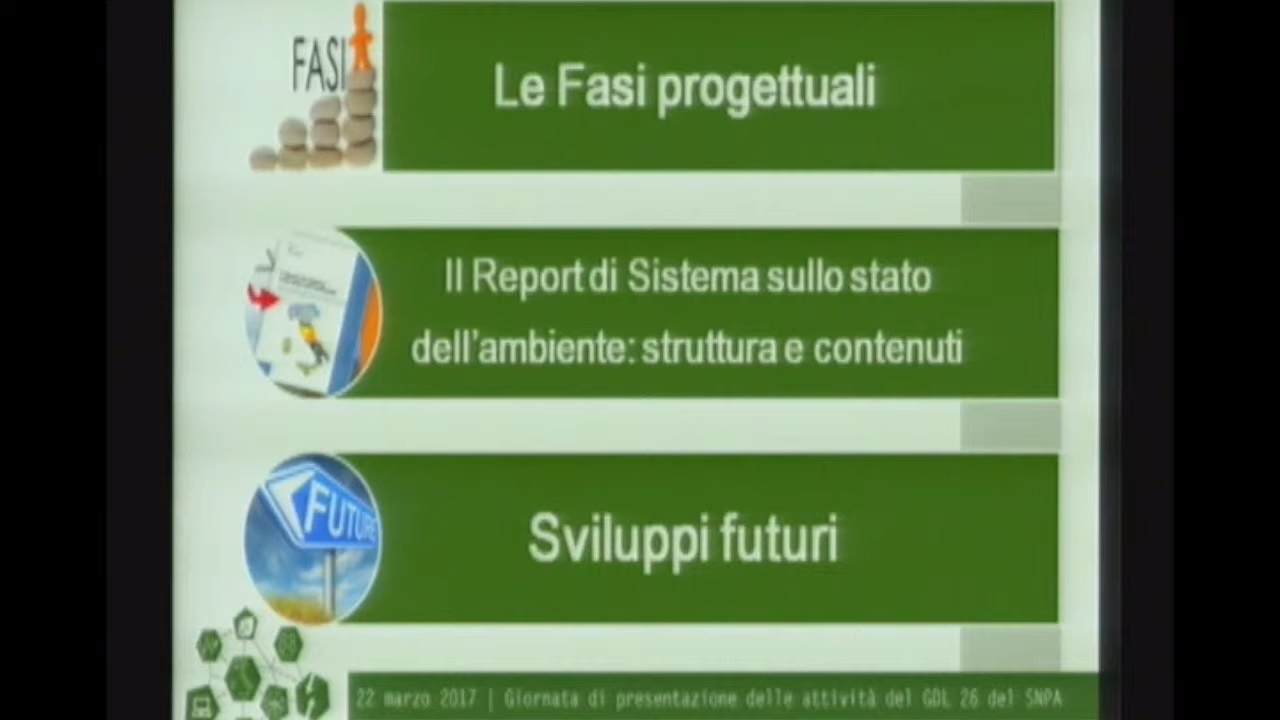 FASI
Le Fasi progettuali
Il Report di Sistema sullo stato
dell'ambiente: struttura e contenuti
FUTURE
Sviluppi futuri
22 marzo 2017 | Giornata di presentazione delle attività del GDL 26 del SNPA